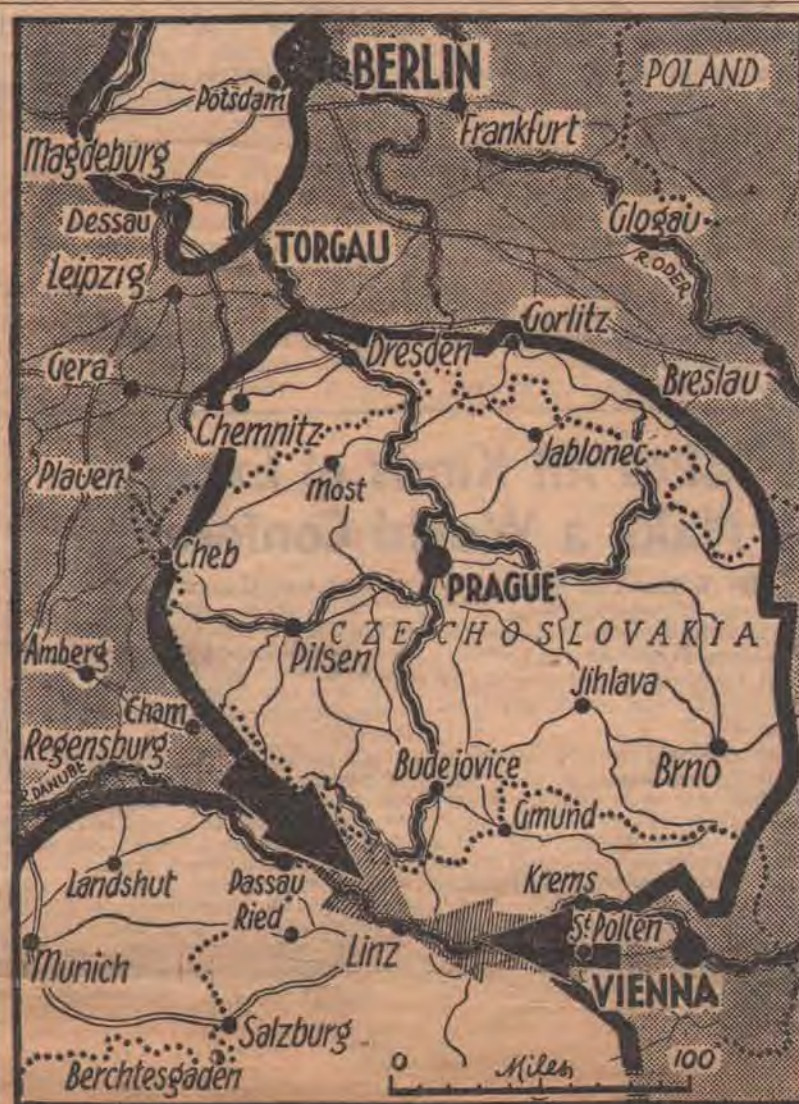 BERLIN
POLAND
Potsdam
Frankfurt
Magdeburg
Glogau
Dessau
TORGAU
Leipzig
R. ODER
Gorlitz
Dresden
Gera
Breslau
Chemnitz
Jablonec
Plauen
Most
Cheb
PRAGUE
CZECHOSLOVAKIA
Pilsen
Amberg
Jihlava
Cham
Regensburg
Budejovice
Brno
R. DANUBE
Gmund
Landshut
Passau
Krems
Ried
St Polten
Linz
Munich
VIENNA
Salzburg
0 Miles 100
Berchtesgaden